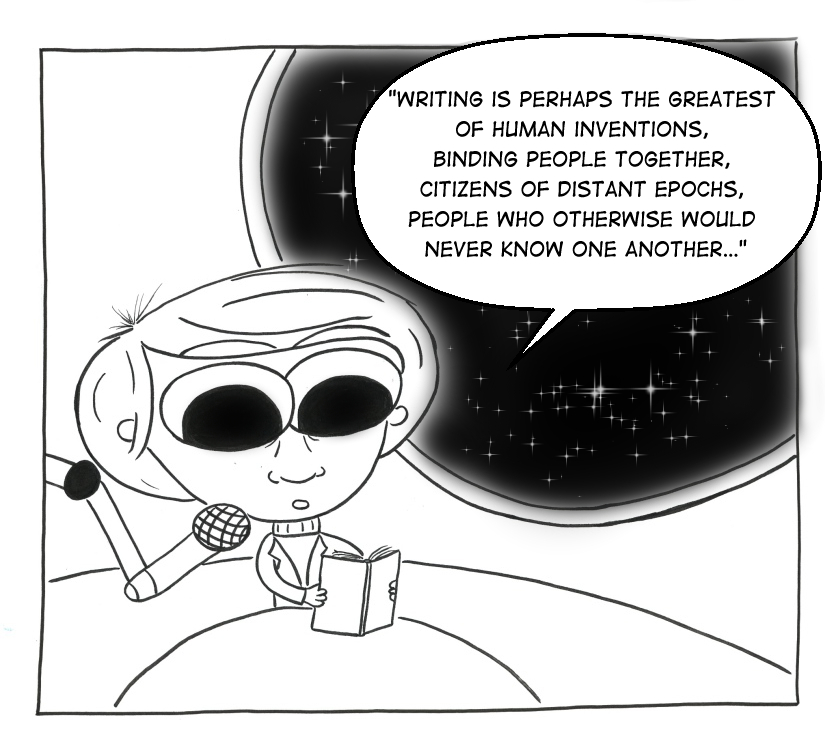 "WRITING IS PERHAPS THE GREATEST
OF HUMAN INVENTIONS,
BINDING PEOPLE TOGETHER,
CITIZENS OF DISTANT EPOCHS,
PEOPLE WHO OTHERWISE WOULD
NEVER KNOW ONE ANOTHER..."